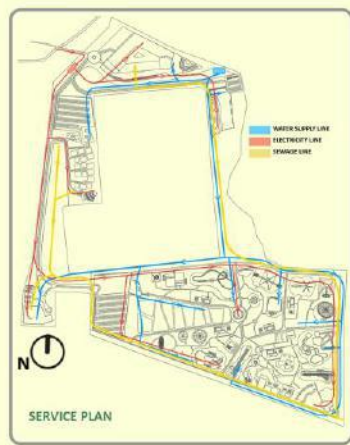 WATER SUPPLY LINE
ELECTRICITY LINE
SEWAGE LINE
N
SERVICE PLAN